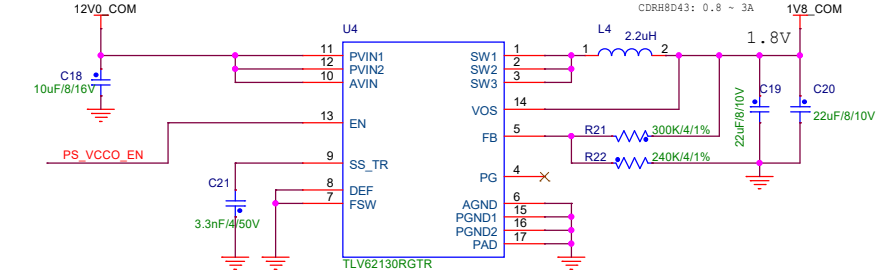 CDRH8D43: 0.8 ~ 3A
12V0_COM
U4
L4
2.2uH
1V8_COM
1.8V
11
PVIN1
SW1
1
1
2
12
PVIN2
SW2
2
10
AVIN
SW3
3
C18
10uF/8/16V
VOS
14
C19
22uF/8/10V
C20
22uF/8/10V
13
EN
FB
5
R21
300K/4/1%
PS_VCCO_EN
R22
240K/4/1%
9
SS_TR
PG
4
C21
3.3nF/4/50V
8
DEF
7
FSW
AGND
6
PGND1
15
PGND2
16
PAD
17
TLV62130RGTR